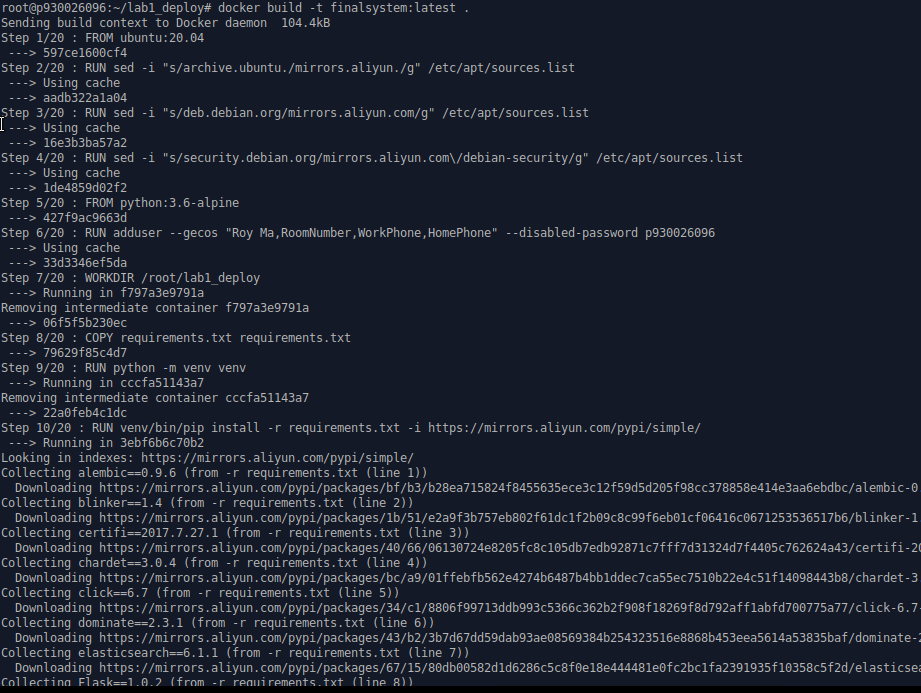 root@p930026096:~/lab1_deploy# docker build -t finalsystem:latest .
Sending build context to Docker daemon  104.4kB
Step 1/20 : FROM ubuntu:20.04
 ---> 597ce1600cf4
Step 2/20 : RUN sed -i "s/archive.ubuntu./mirrors.aliyun./g" /etc/apt/sources.list
 ---> Using cache
 ---> aadb322a1a04
Step 3/20 : RUN sed -i "s/deb.debian.org/mirrors.aliyun.com/g" /etc/apt/sources.list
 ---> Using cache
 ---> 16e3b3ba57a2
Step 4/20 : RUN sed -i "s/security.debian.org/mirrors.aliyun.com\/debian-security/g" /etc/apt/sources.list
 ---> Using cache
 ---> 1de4859d02f2
Step 5/20 : FROM python:3.6-alpine
 ---> 427f9ac9663d
Step 6/20 : RUN adduser --gecos "Roy Ma,RoomNumber,WorkPhone,HomePhone" --disabled-password p930026096
 ---> Using cache
 ---> 33d3346ef5da
Step 7/20 : WORKDIR /root/lab1_deploy
 ---> Running in f797a3e9791a
Removing intermediate container f797a3e9791a
 ---> 06f5f5b230ec
Step 8/20 : COPY requirements.txt requirements.txt
 ---> 79629f85c4d7
Step 9/20 : RUN python -m venv venv
 ---> Running in cccfa51143a7
Removing intermediate container cccfa51143a7
 ---> 22a0feb4c1dc
Step 10/20 : RUN venv/bin/pip install -r requirements.txt -i https://mirrors.aliyun.com/pypi/simple/
 ---> Running in 3ebf6b6c70b2
Looking in indexes: https://mirrors.aliyun.com/pypi/simple/
Collecting alembic==0.9.6 (from -r requirements.txt (line 1))
  Downloading https://mirrors.aliyun.com/pypi/packages/bf/b3/b28ea715824f8455635ece3c12f59d5d205f98cc378858e414e3aa6ebdbc/alembic-0
Collecting blinker==1.4 (from -r requirements.txt (line 2))
  Downloading https://mirrors.aliyun.com/pypi/packages/1b/51/e2a9f3b757eb802f61dc1f2b09c8c99f6eb01cf06416c0671253536517b6/blinker-1
Collecting certifi==2017.7.27.1 (from -r requirements.txt (line 3))
  Downloading https://mirrors.aliyun.com/pypi/packages/40/66/06130724e8205fc8c105db7edb92871c7fff7d31324d7f4405c762624a43/certifi-20
Collecting chardet==3.0.4 (from -r requirements.txt (line 4))
  Downloading https://mirrors.aliyun.com/pypi/packages/bc/a9/01ffebfb562e4274b6487b4bb1ddec7ca55ec7510b22e4c51f14098443b8/chardet-3
Collecting click==6.7 (from -r requirements.txt (line 5))
  Downloading https://mirrors.aliyun.com/pypi/packages/34/c1/8806f99713ddb993c5366c362b2f908f18269f8d792aff1abfd700775a77/click-6.7-
Collecting dominate==2.3.1 (from -r requirements.txt (line 6))
  Downloading https://mirrors.aliyun.com/pypi/packages/43/b2/3b7d67dd59dab93ae08569384b254323516e8868b453eea5614a53835baf/dominate-2
Collecting elasticsearch==6.1.1 (from -r requirements.txt (line 7))
  Downloading https://mirrors.aliyun.com/pypi/packages/67/15/80db00582d1d6286c5c8f0e18e444481e0fc2bc1fa2391935f10358c5f2d/elasticsea
Collecting Flask==1.0.2 (from -r requirements.txt (line 8))